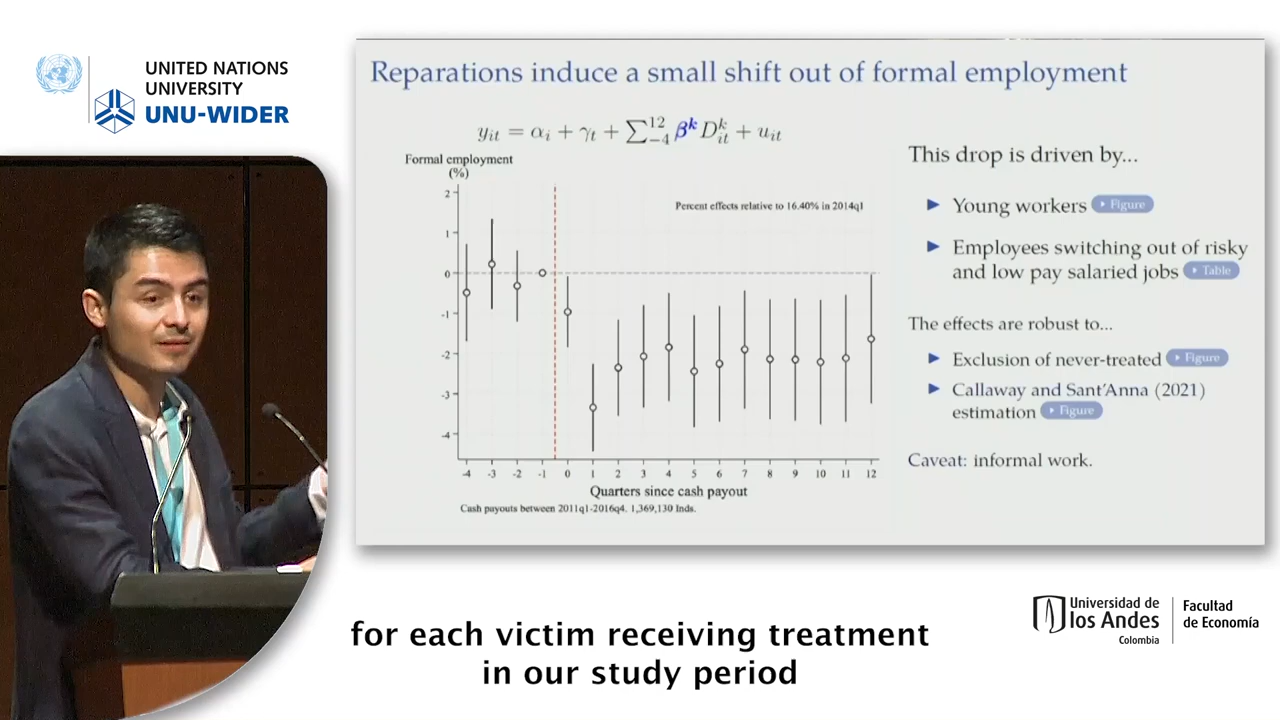 UNITED NATIONS
UNIVERSITY
UNU-WIDER
Reparations induce a small shift out of formal employment
y_{it} = α_i + γ_t + ∑_{-4}^{12} β^k D_{it}^k + u_{it}
Formal employment
(%)
Percent effects relative to 16.40% in 2014q1
2
1
0
-1
-2
-3
-4
-4 -3 -2 -1 0 1 2 3 4 5 6 7 8 9 10 11 12
Quarters since cash payout
Cash payouts between 2011q1-2016q4. 1,369,130 Inds.
This drop is driven by...
Young workers Figure
Employees switching out of risky
and low pay salaried jobs Table
The effects are robust to...
Exclusion of never-treated Figure
Callaway and Sant'Anna (2021)
estimation Figure
Caveat: informal work.
for each victim receiving treatment
in our study period
Universidad de
los Andes
Colombia
Facultad
de Economía